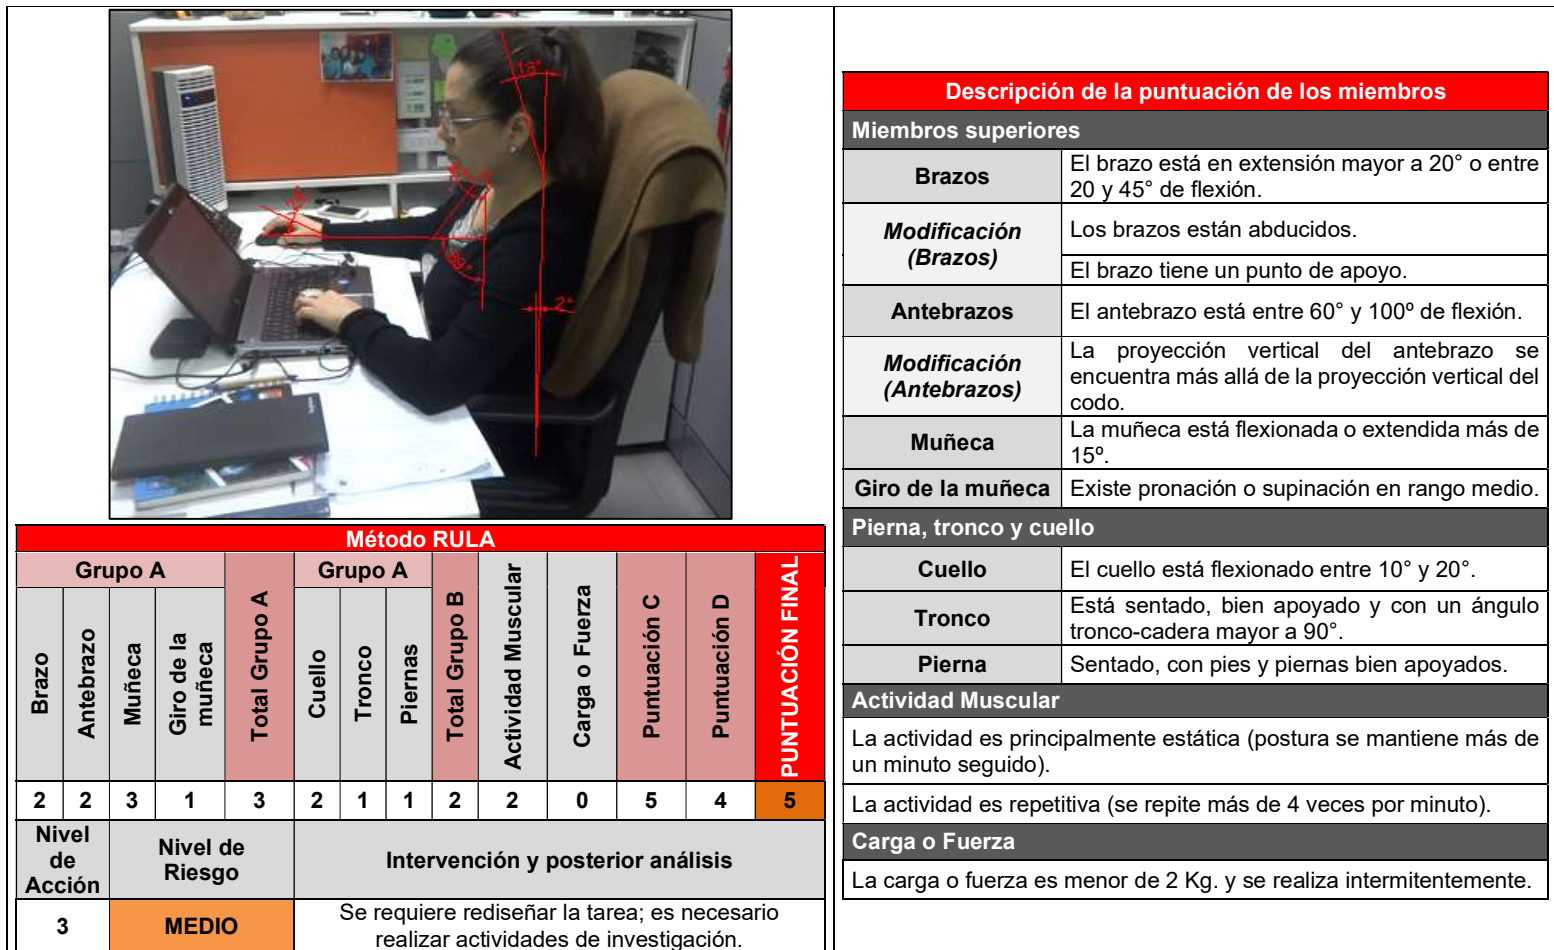 18°
25°
89°
2°
Método RULA
Grupo A
Grupo A
Brazo
Antebrazo
Muñeca
Giro de la
muñeca
Total Grupo A
Cuello
Tronco
Piernas
Total Grupo B
Actividad Muscular
Carga o Fuerza
Puntuación C
Puntuación D
PUNTUACIÓN FINAL
2 2 3 1 3 2 1 1 2 2 0 5 4 5
Nivel
de
Acción
Nivel de
Riesgo
Intervención y posterior análisis
3
MEDIO
Se requiere rediseñar la tarea; es necesario
realizar actividades de investigación.
Descripción de la puntuación de los miembros
Miembros superiores
Brazos
El brazo está en extensión mayor a 20° o entre
20 y 45° de flexión.
Modificación
(Brazos)
Los brazos están abducidos.
El brazo tiene un punto de apoyo.
Antebrazos
El antebrazo está entre 60° y 100º de flexión.
Modificación
(Antebrazos)
La proyección vertical del antebrazo se
encuentra más allá de la proyección vertical del
codo.
Muñeca
La muñeca está flexionada o extendida más de
15º.
Giro de la muñeca
Existe pronación o supinación en rango medio.
Pierna, tronco y cuello
Cuello
El cuello está flexionado entre 10° y 20°.
Tronco
Está sentado, bien apoyado y con un ángulo
tronco-cadera mayor a 90°.
Pierna
Sentado, con pies y piernas bien apoyados.
Actividad Muscular
La actividad es principalmente estática (postura se mantiene más de
un minuto seguido).
La actividad es repetitiva (se repite más de 4 veces por minuto).
Carga o Fuerza
La carga o fuerza es menor de 2 Kg. y se realiza intermitentemente.